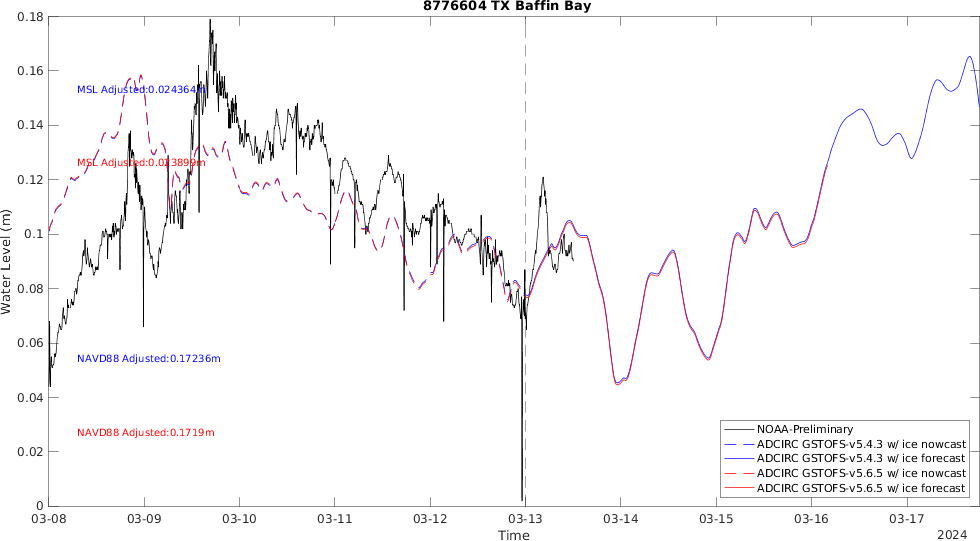 8776604 TX Baffin Bay
0.18
0.16
0.14
0.12
0.1
0.08
0.06
0.04
0.02
0
Water Level (m)
MSL Adjusted:0.024364m
MSL Adjusted:0.023899m
NAVD88 Adjusted:0.17236m
NAVD88 Adjusted:0.1719m
NOAA-Preliminary
ADCIRC GSTOFS-v5.4.3 w/ ice nowcast
ADCIRC GSTOFS-v5.4.3 w/ ice forecast
ADCIRC GSTOFS-v5.6.5 w/ ice nowcast
ADCIRC GSTOFS-v5.6.5 w/ ice forecast
03-08 03-09 03-10 03-11 03-12 03-13 03-14 03-15 03-16 03-17
Time
2024